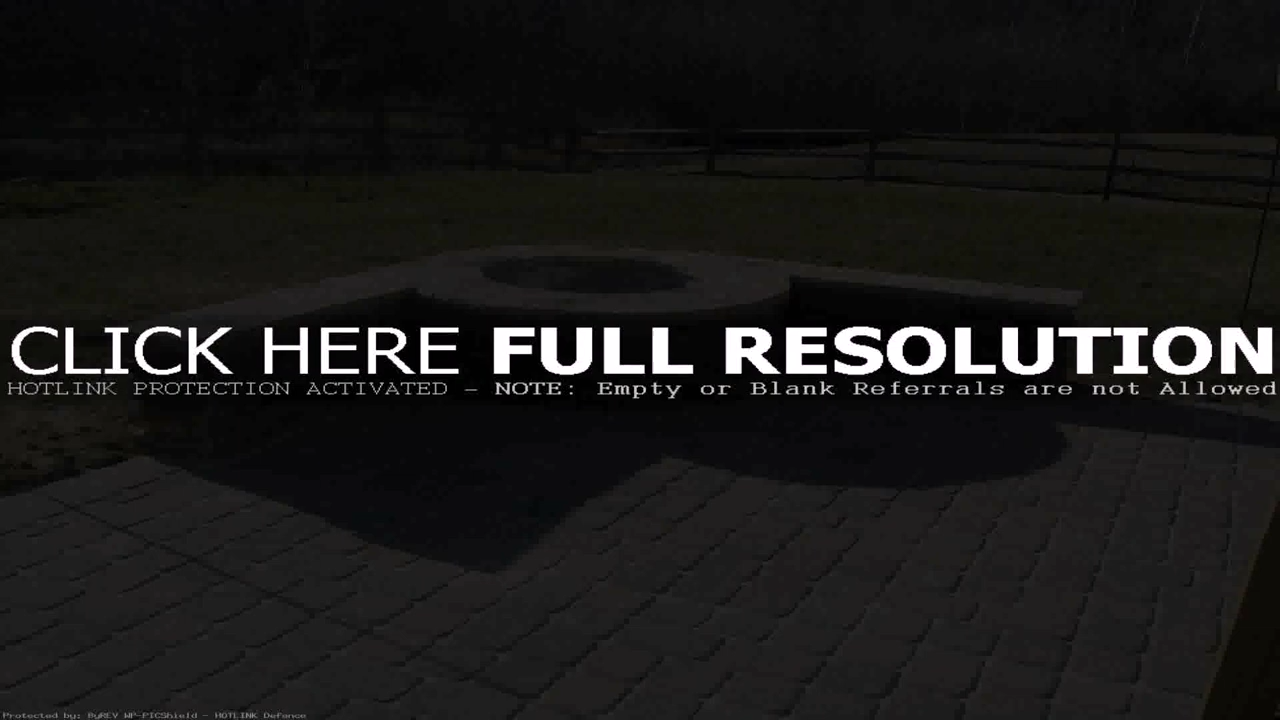 CLICK HERE FULL RESOLUTION
HOTLINK PROTECTION ACTIVATED - NOTE: Empty or Blank Referrals are not Allowed
Protected by: ByREV WP-PICShield - HOTLINK Defence